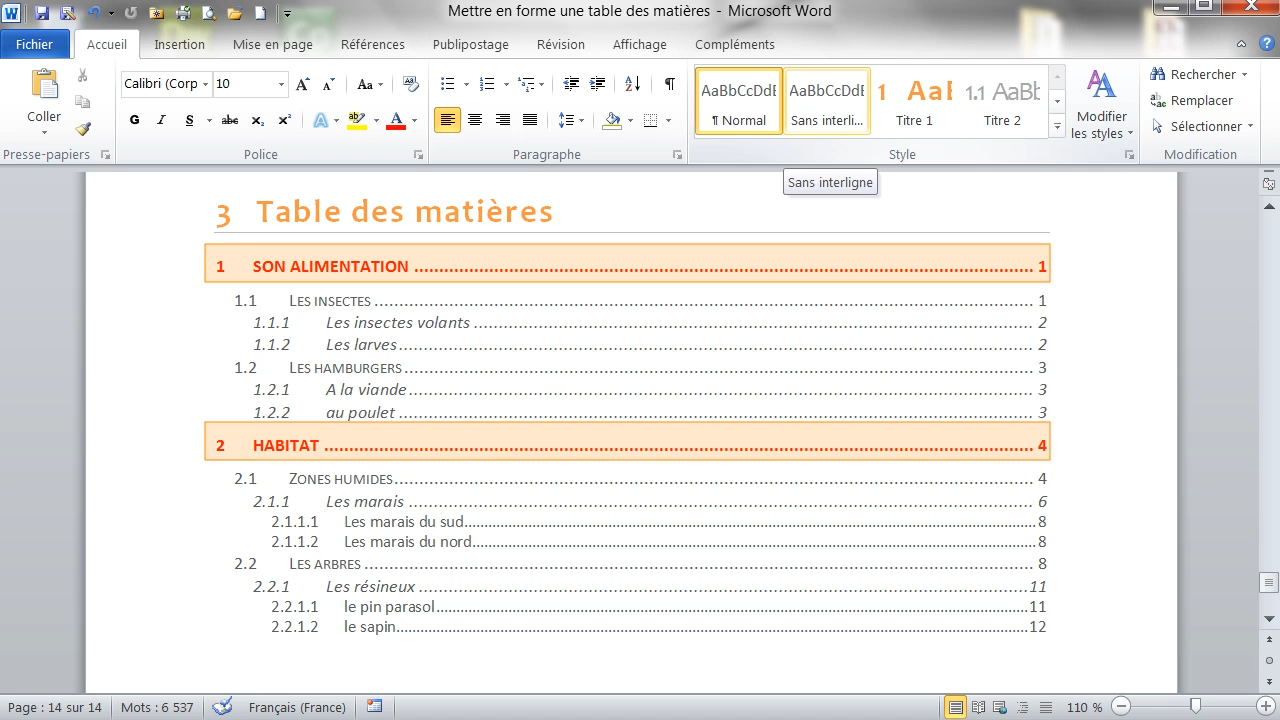 Mettre en forme une table des matières - Microsoft Word
Fichier Accueil Insertion Mise en page Références Publipostage Révision Affichage Compléments
Calibri (Corp 10
Coller
G I S abc x₂ x²
AaBbCcDdE AaBbCcDdE 1 AaB 1.1 AaBb
¶ Normal Sans interli... Titre 1 Titre 2
Modifier
les styles
Rechercher
Remplacer
Sélectionner
Presse-papiers Police Paragraphe Style Modification
Sans interligne
3 Table des matières
1 SON ALIMENTATION ........ 1
1.1 LES INSECTES ........ 1
1.1.1 Les insectes volants ........ 2
1.1.2 Les larves ........ 2
1.2 LES HAMBURGERS ........ 3
1.2.1 A la viande ........ 3
1.2.2 au poulet ........ 3
2 HABITAT ........ 4
2.1 ZONES HUMIDES ........ 4
2.1.1 Les marais ........ 6
2.1.1.1 Les marais du sud ........ 8
2.1.1.2 Les marais du nord ........ 8
2.2 LES ARBRES ........ 8
2.2.1 Les résineux ........ 11
2.2.1.1 le pin parasol ........ 11
2.2.1.2 le sapin ........ 12
Page : 14 sur 14 Mots : 6 537 Français (France) 110 %